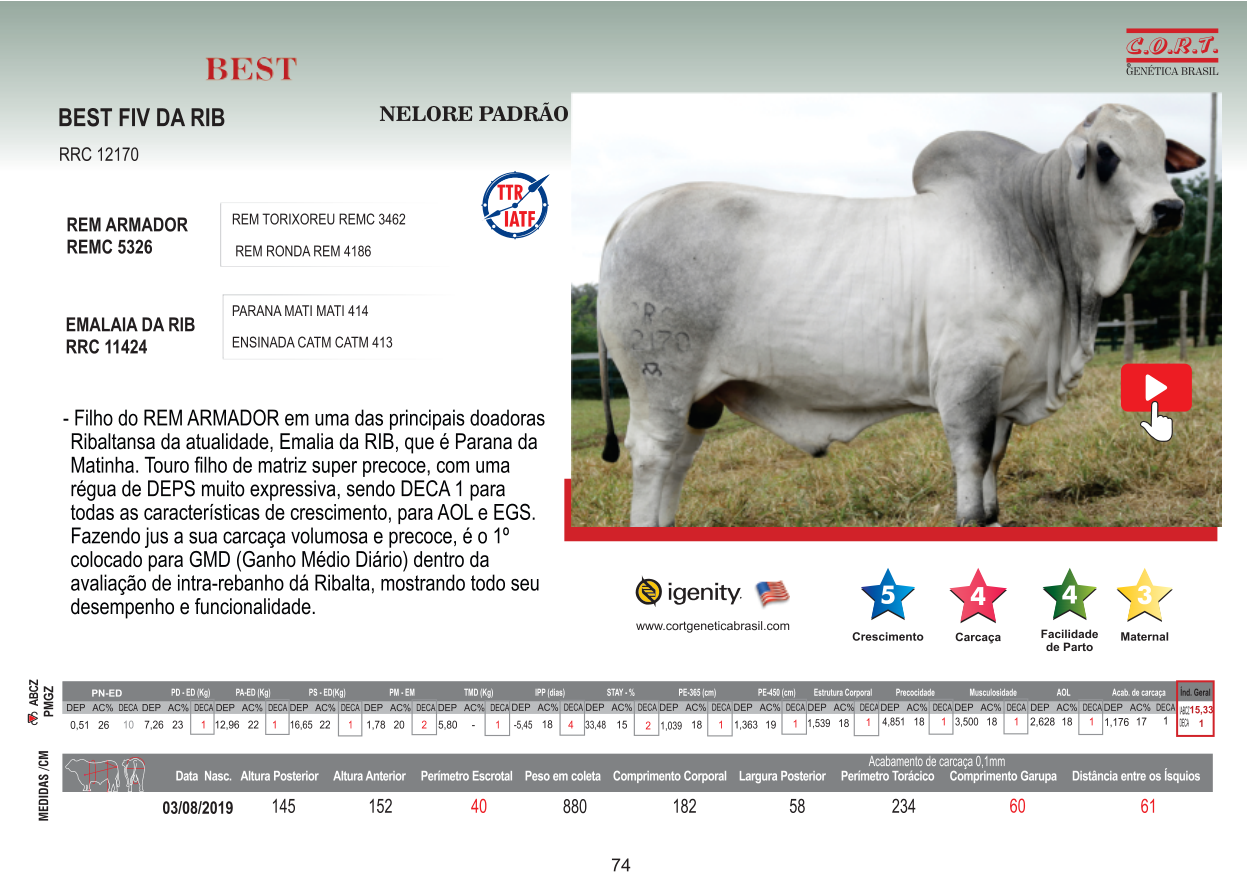 BEST
C.O.R.T.
GENÉTICA BRASIL
BEST FIV DA RIB
NELORE PADRÃO
RRC 12170
TTR
IATF
REM ARMADOR
REMC 5326
REM TORIXOREU REMC 3462
REM RONDA REM 4186
EMALAIA DA RIB
RRC 11424
PARANA MATI MATI 414
ENSINADA CATM CATM 413
- Filho do REM ARMADOR em uma das principais doadoras
Ribaltansa da atualidade, Emalia da RIB, que é Parana da
Matinha. Touro filho de matriz super precoce, com uma
régua de DEPS muito expressiva, sendo DECA 1 para
todas as características de crescimento, para AOL e EGS.
Fazendo jus a sua carcaça volumosa e precoce, é o 1º
colocado para GMD (Ganho Médio Diário) dentro da
avaliação de intra-rebanho dá Ribalta, mostrando todo seu
desempenho e funcionalidade.
igenity.
www.cortgeneticabrasil.com
5 4 4 3
Crescimento Carcaça Facilidade de Parto Maternal
ABCZ
PMGZ
PN-ED PD - ED (Kg) PA-ED (Kg) PS - ED(Kg) PM - EM TMD (Kg) IPP (dias) STAY - % PE-365 (cm) PE-450 (cm) Estrutura Corporal Precocidade Musculosidade AOL Acab. de carcaça Índ. Geral
DEP AC% DECA DEP AC% DECA DEP AC% DECA DEP AC% DECA DEP AC% DECA DEP AC% DECA DEP AC% DECA DEP AC% DECA DEP AC% DECA DEP AC% DECA DEP AC% DECA DEP AC% DECA DEP AC% DECA DEP AC% DECA DEP AC% DECA ABCZ 15,33
0,51 26 10 7,26 23 1 12,96 22 1 16,65 22 1 1,78 20 2 5,80 - 1 -5,45 18 4 33,48 15 2 1,039 18 1 1,363 19 1 1,539 18 1 4,851 18 1 3,500 18 1 2,628 18 1 1,176 17 1 DECA 1
MEDIDAS /CM
Acabamento de carcaça 0,1mm
Data Nasc. Altura Posterior Altura Anterior Perímetro Escrotal Peso em coleta Comprimento Corporal Largura Posterior Perímetro Torácico Comprimento Garupa Distância entre os Ísquios
03/08/2019 145 152 40 880 182 58 234 60 61
74